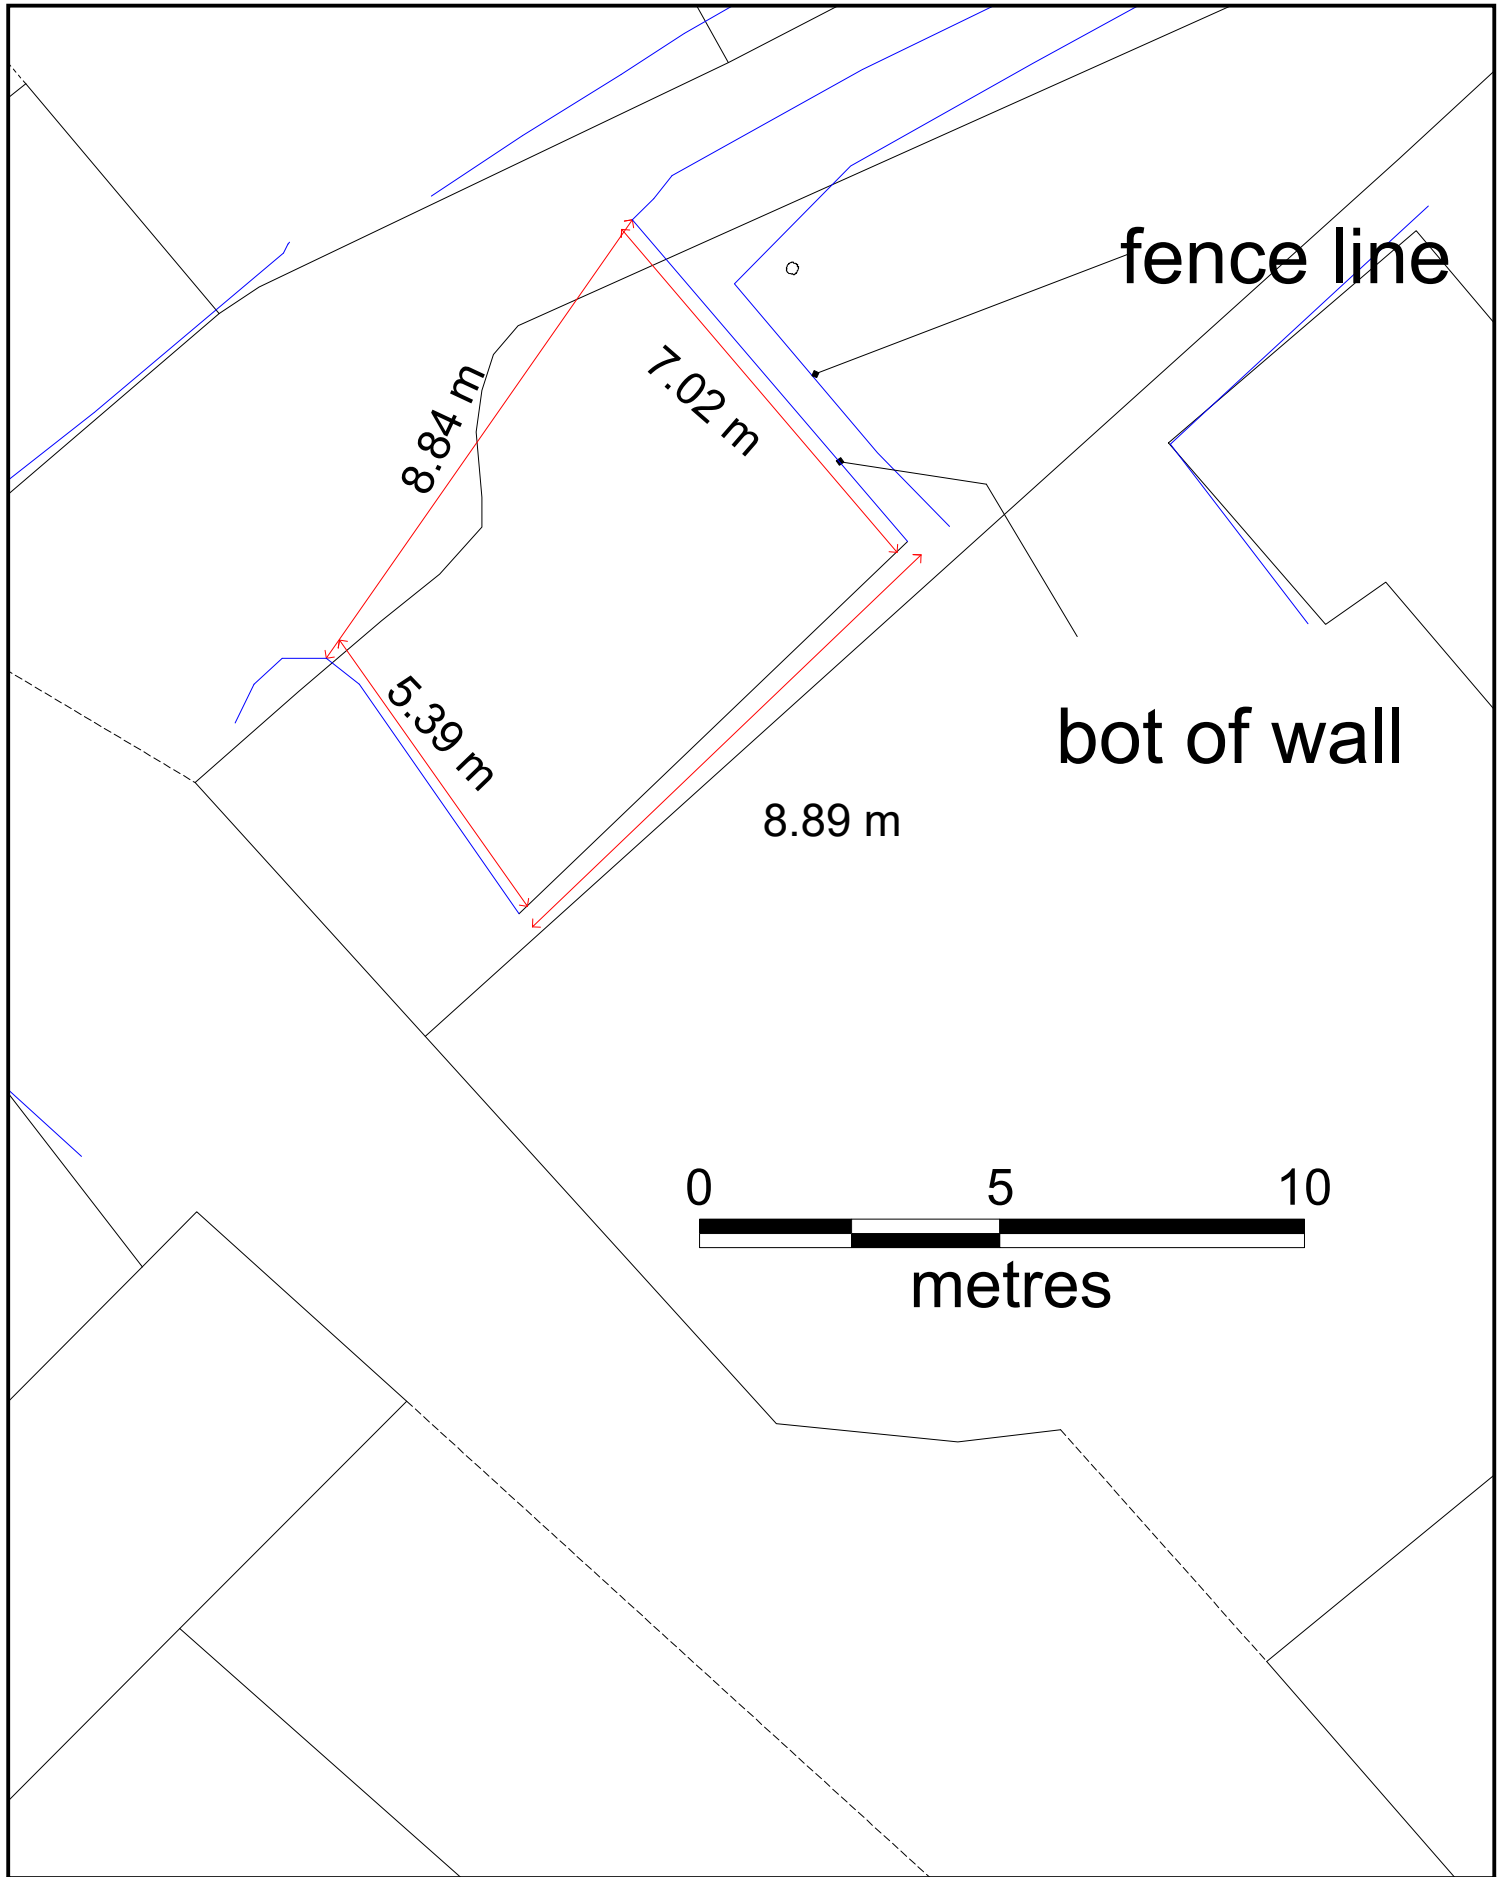 fence line
7.02 m
8.84 m
5.39 m
bot of wall
8.89 m
0 5 10
metres